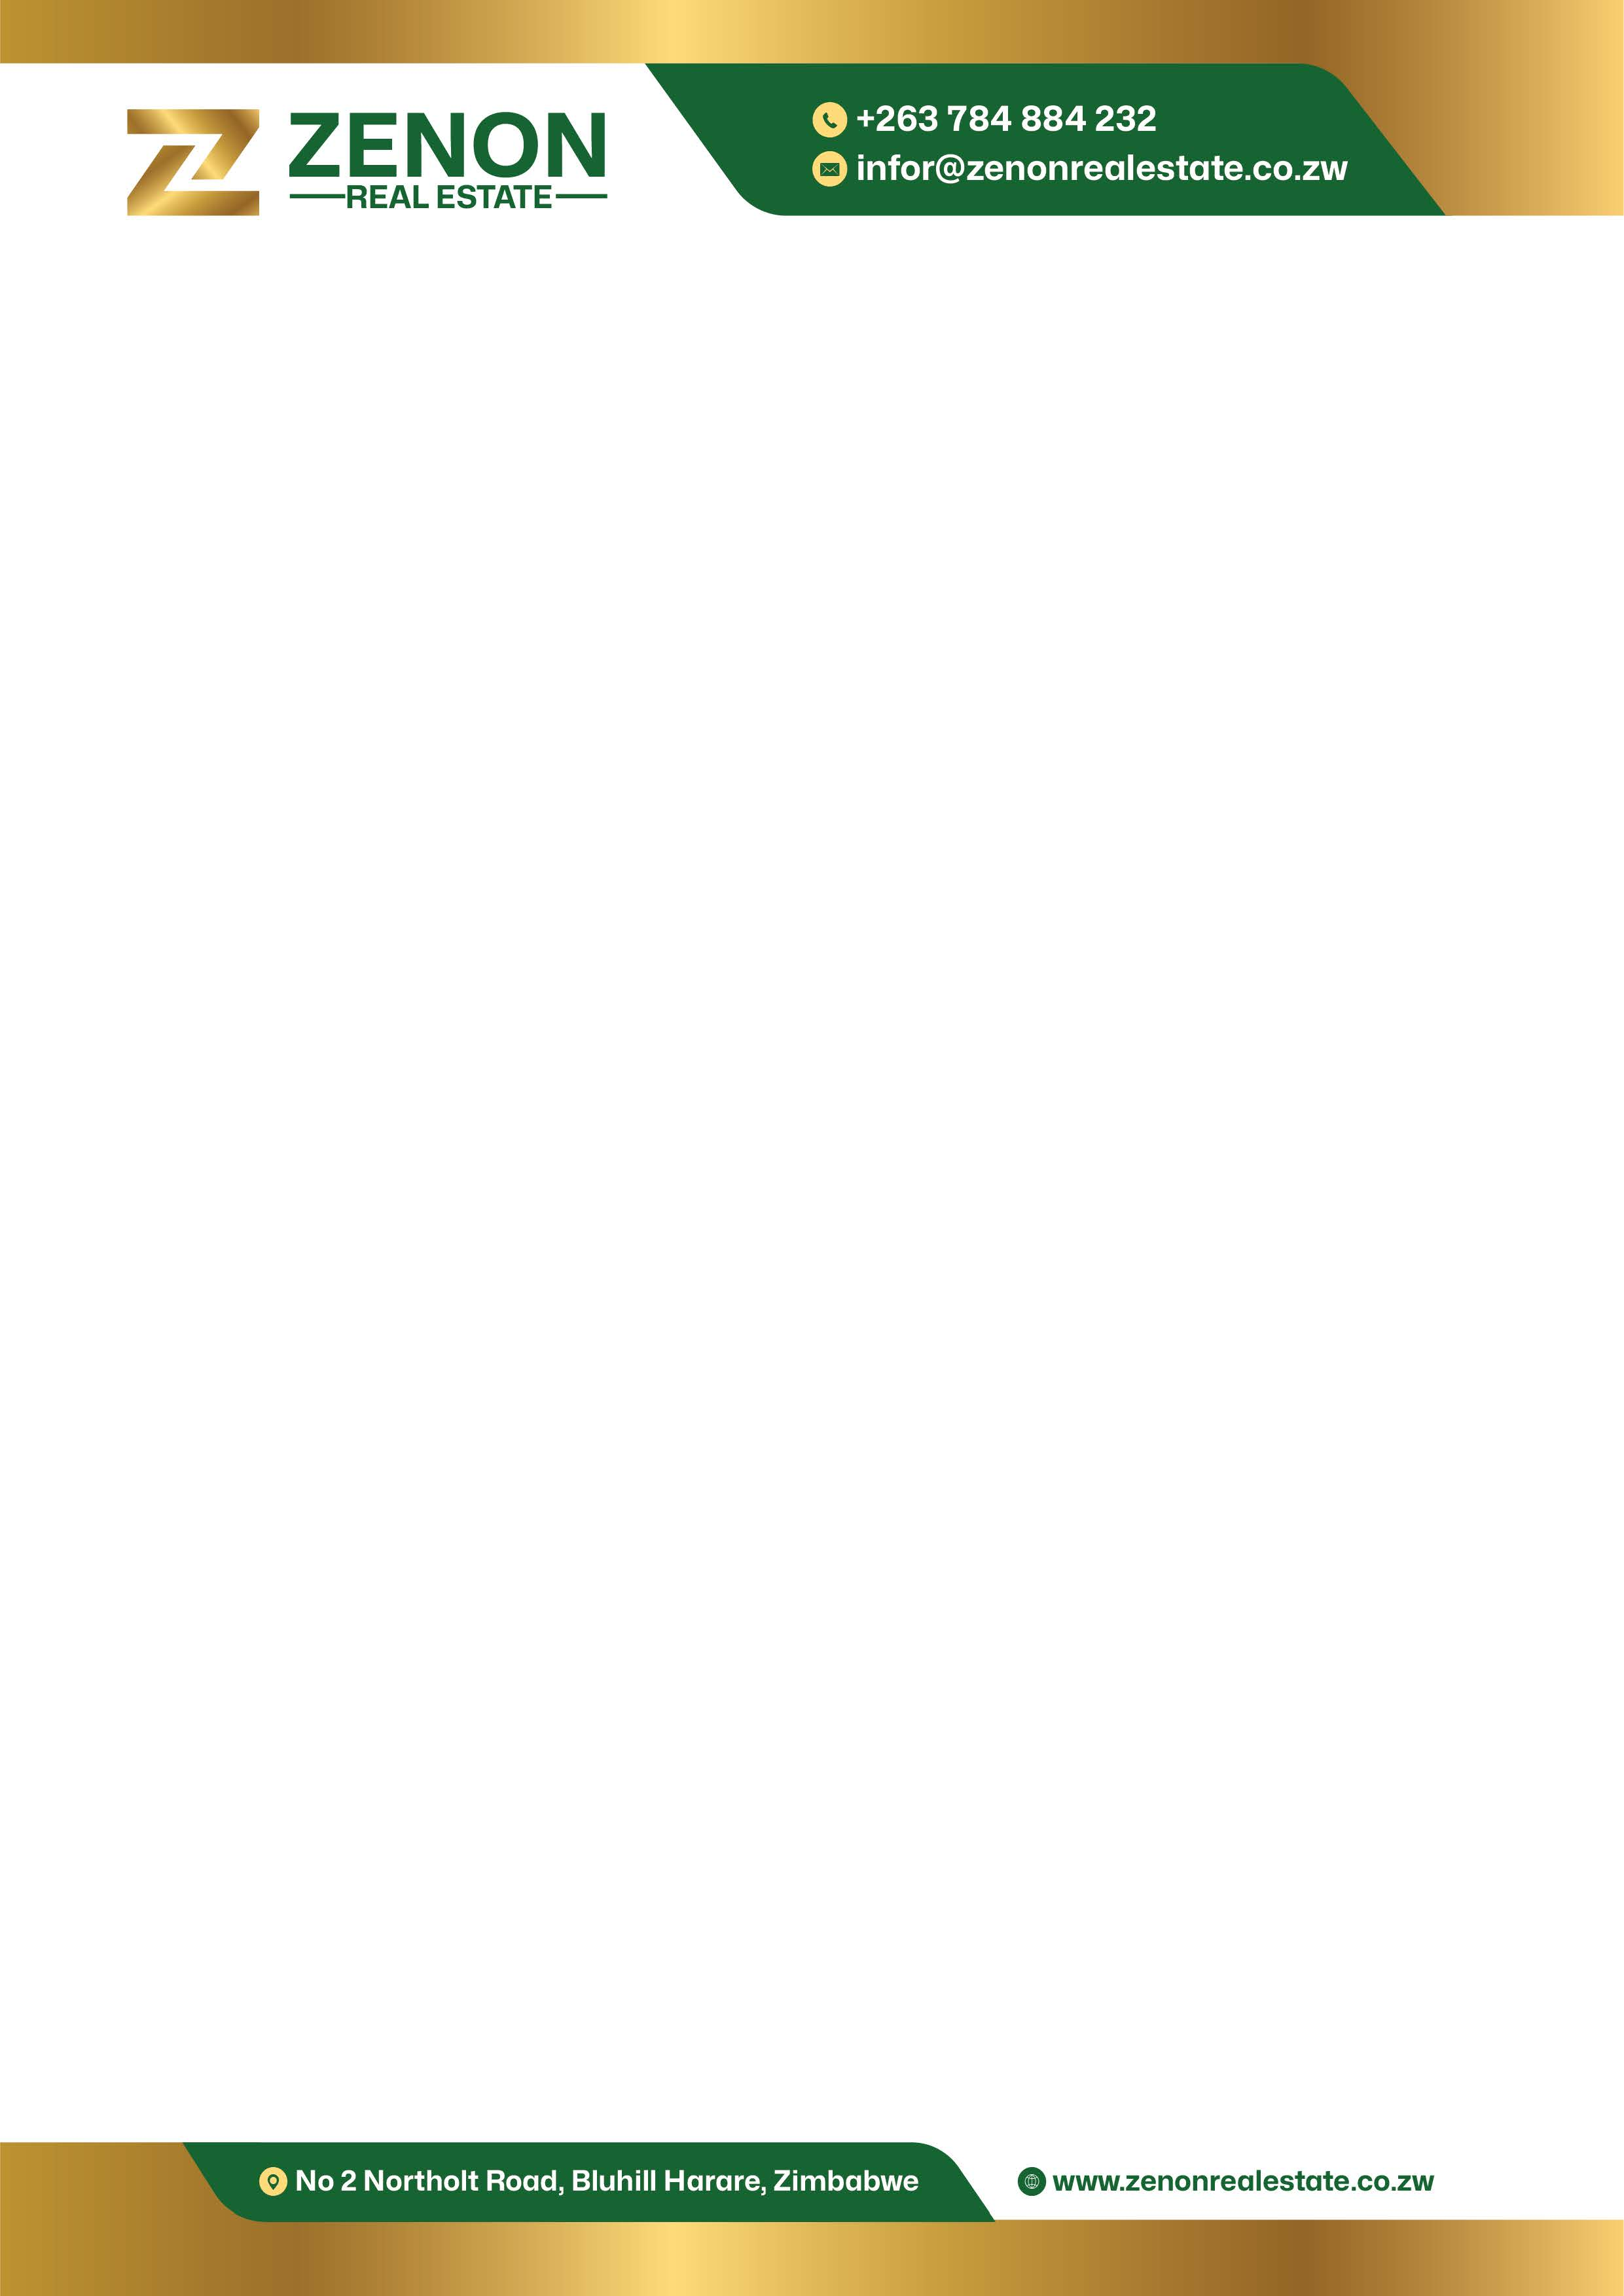 ZENON
REAL ESTATE
+263 784 884 232
infor@zenonrealestate.co.zw
No 2 Northolt Road, Bluhill Harare, Zimbabwe
www.zenonrealestate.co.zw